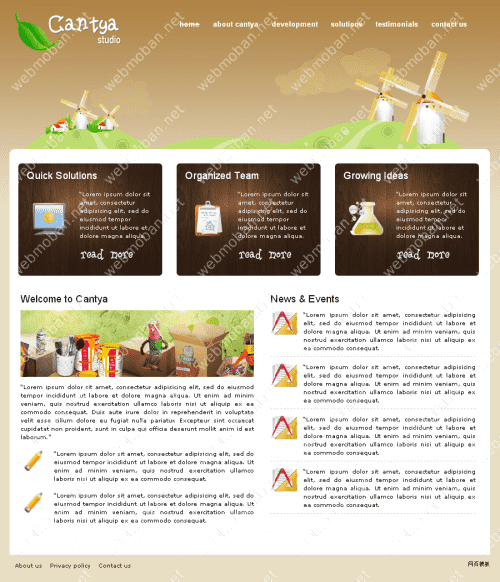 Cantya
studio
home about cantya development solutions testimonials contact us
Quick Solutions
"Lorem ipsum dolor sit
amet, consectetur
adipisicing elit, sed do
eiusmod tempor
incididunt ut labore et
dolore magna aliqua.
read more
Organized Team
"Lorem ipsum dolor sit
amet, consectetur
adipisicing elit, sed do
eiusmod tempor
incididunt ut labore et
dolore magna aliqua.
read more
Growing Ideas
"Lorem ipsum dolor sit
amet, consectetur
adipisicing elit, sed do
eiusmod tempor
incididunt ut labore et
dolore magna aliqua.
read more
Welcome to Cantya
"Lorem ipsum dolor sit amet, consectetur adipisicing elit, sed do eiusmod
tempor incididunt ut labore et dolore magna aliqua. Ut enim ad minim
veniam, quis nostrud exercitation ullamco laboris nisi ut aliquip ex ea
commodo consequat. Duis aute irure dolor in reprehenderit in voluptate
velit esse cillum dolore eu fugiat nulla pariatur. Excepteur sint occaecat
cupidatat non proident, sunt in culpa qui officia deserunt mollit anim id est
laborum."
"Lorem ipsum dolor sit amet, consectetur adipisicing elit, sed do
eiusmod tempor incididunt ut labore et dolore magna aliqua. Ut
enim ad minim veniam, quis nostrud exercitation ullamco
laboris nisi ut aliquip ex ea commodo consequat.
"Lorem ipsum dolor sit amet, consectetur adipisicing elit, sed do
eiusmod tempor incididunt ut labore et dolore magna aliqua. Ut
enim ad minim veniam, quis nostrud exercitation ullamco
laboris nisi ut aliquip ex ea commodo consequat.
News & Events
"Lorem ipsum dolor sit amet, consectetur adipisicing
elit, sed do eiusmod tempor incididunt ut labore et
dolore magna aliqua. Ut enim ad minim veniam, quis
nostrud exercitation ullamco laboris nisi ut aliquip ex
ea commodo consequat.
"Lorem ipsum dolor sit amet, consectetur adipisicing
elit, sed do eiusmod tempor incididunt ut labore et
dolore magna aliqua. Ut enim ad minim veniam, quis
nostrud exercitation ullamco laboris nisi ut aliquip ex
ea commodo consequat.
"Lorem ipsum dolor sit amet, consectetur adipisicing
elit, sed do eiusmod tempor incididunt ut labore et
dolore magna aliqua. Ut enim ad minim veniam, quis
nostrud exercitation ullamco laboris nisi ut aliquip ex
ea commodo consequat.
"Lorem ipsum dolor sit amet, consectetur adipisicing
elit, sed do eiusmod tempor incididunt ut labore et
dolore magna aliqua. Ut enim ad minim veniam, quis
nostrud exercitation ullamco laboris nisi ut aliquip ex
ea commodo consequat.
About us Privacy policy Contact us
网页模板
webmoban.net